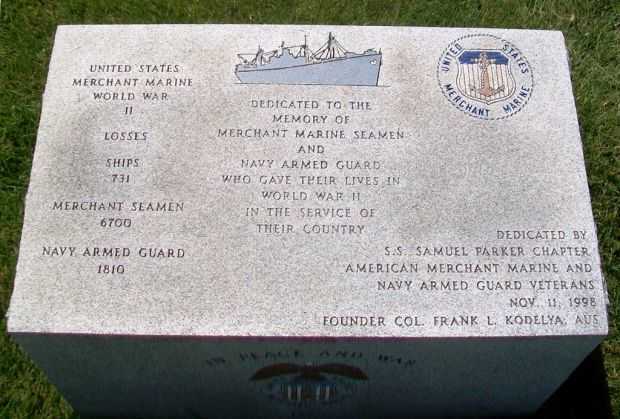 UNITED STATES
MERCHANT MARINE
WORLD WAR
II
LOSSES
SHIPS
731
MERCHANT SEAMEN
6700
NAVY ARMED GUARD
1810
DEDICATED TO THE
MEMORY OF
MERCHANT MARINE SEAMEN
AND
NAVY ARMED GUARD
WHO GAVE THEIR LIVES IN
WORLD WAR II
IN THE SERVICE OF
THEIR COUNTRY
UNITED STATES
MERCHANT MARINE
DEDICATED BY
S.S. SAMUEL PARKER CHAPTER
AMERICAN MERCHANT MARINE AND
NAVY ARMED GUARD VETERANS
NOV. 11, 1998
FOUNDER COL. FRANK L. KODELYA, AUS
IN PEACE AND WAR